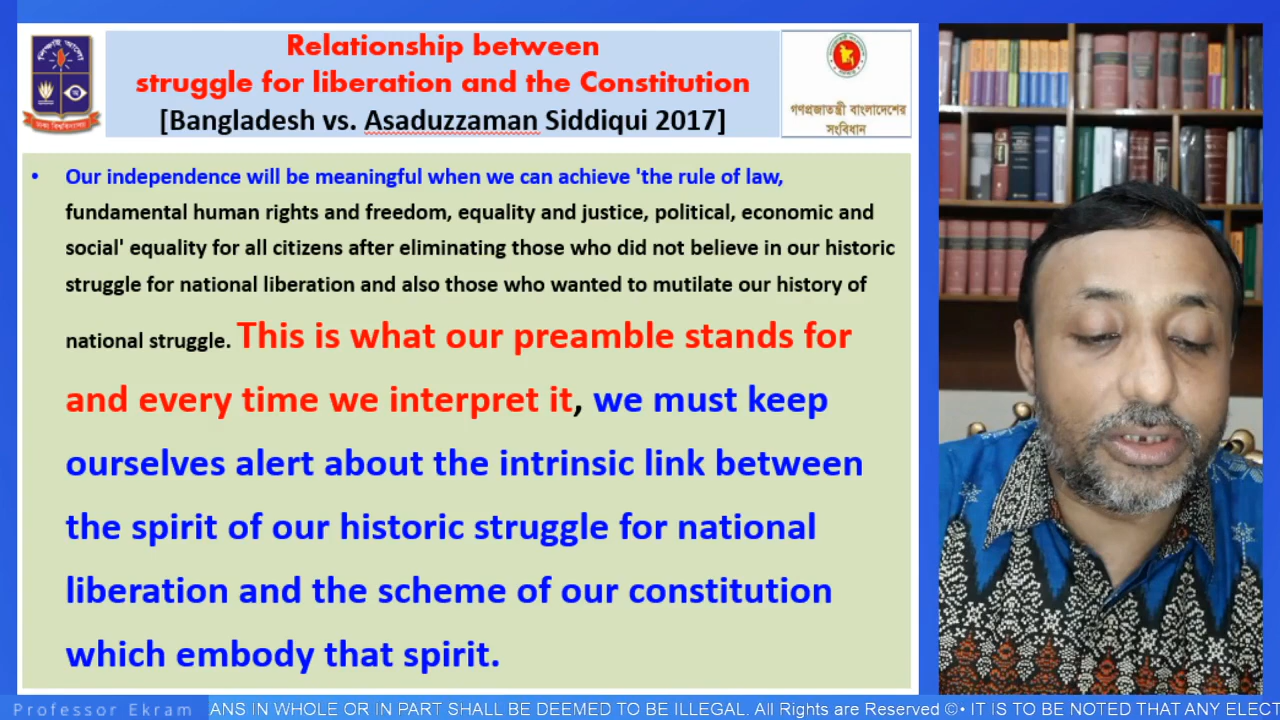 Relationship between
struggle for liberation and the Constitution
[Bangladesh vs. Asaduzzaman Siddiqui 2017]
গণপ্রজাতন্ত্রী বাংলাদেশের
সংবিধান
• Our independence will be meaningful when we can achieve 'the rule of law,
fundamental human rights and freedom, equality and justice, political, economic and
social' equality for all citizens after eliminating those who did not believe in our historic
struggle for national liberation and also those who wanted to mutilate our history of
national struggle. This is what our preamble stands for
and every time we interpret it, we must keep
ourselves alert about the intrinsic link between
the spirit of our historic struggle for national
liberation and the scheme of our constitution
which embody that spirit.
Professor Ekram ANS IN WHOLE OR IN PART SHALL BE DEEMED TO BE ILLEGAL. All Rights are Reserved ©• IT IS TO BE NOTED THAT ANY ELECT